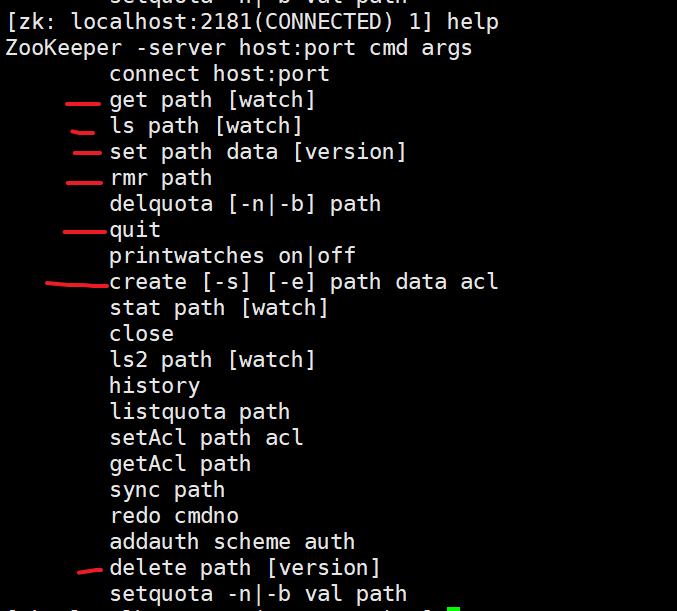 setquota -n|-b val path
[zk: localhost:2181(CONNECTED) 1] help
ZooKeeper -server host:port cmd args
connect host:port
get path [watch]
ls path [watch]
set path data [version]
rmr path
delquota [-n|-b] path
quit
printwatches on|off
create [-s] [-e] path data acl
stat path [watch]
close
ls2 path [watch]
history
listquota path
setAcl path acl
getAcl path
sync path
redo cmdno
addauth scheme auth
delete path [version]
setquota -n|-b val path